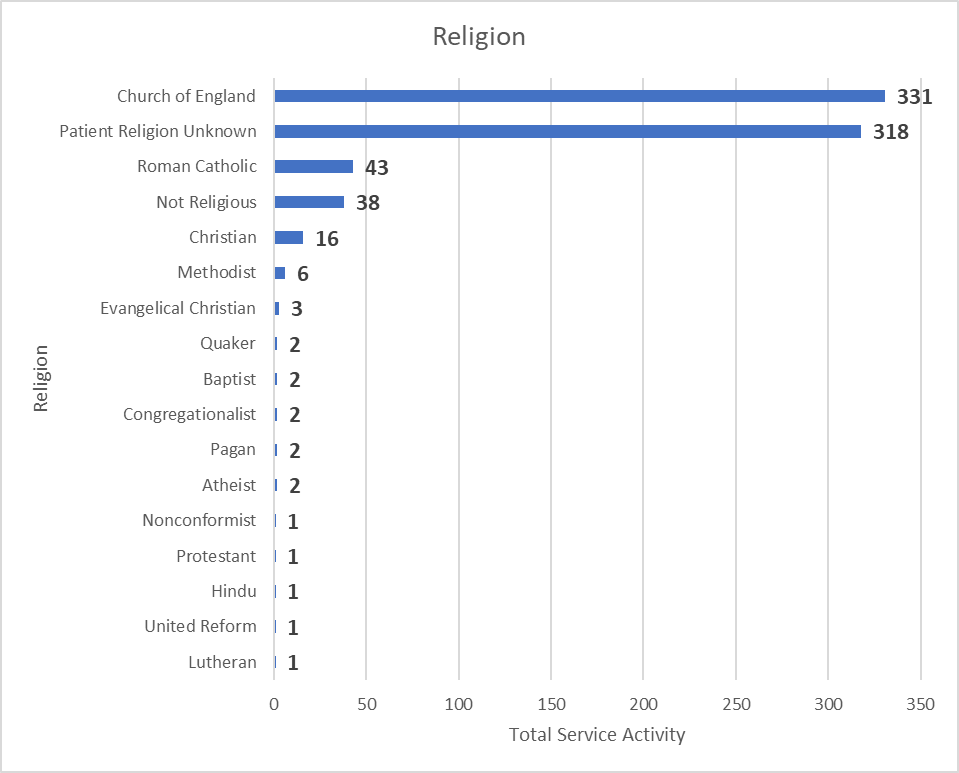 Religion
Church of England 331
Patient Religion Unknown 318
Roman Catholic 43
Not Religious 38
Christian 16
Methodist 6
Evangelical Christian 3
Quaker 2
Baptist 2
Congregationalist 2
Pagan 2
Atheist 2
Nonconformist 1
Protestant 1
Hindu 1
United Reform 1
Lutheran 1
Religion
0 50 100 150 200 250 300 350
Total Service Activity